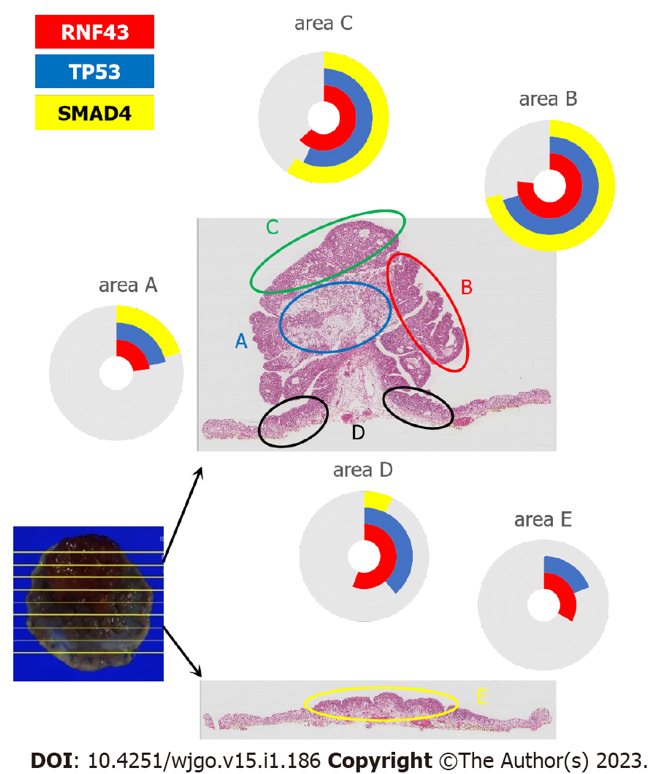 RNF43
TP53
SMAD4
area C
area B
C
B
area A
A
D
area D
area E
E
DOI: 10.4251/wjgo.v15.i1.186 Copyright ©The Author(s) 2023.